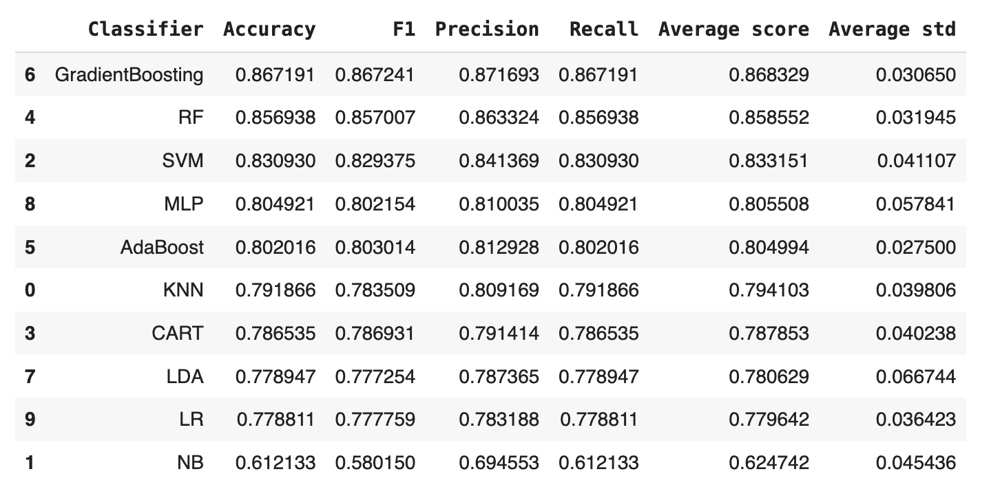 Classifier Accuracy F1 Precision Recall Average score Average std
6 GradientBoosting 0.867191 0.867241 0.871693 0.867191 0.868329 0.030650
4 RF 0.856938 0.857007 0.863324 0.856938 0.858552 0.031945
2 SVM 0.830930 0.829375 0.841369 0.830930 0.833151 0.041107
8 MLP 0.804921 0.802154 0.810035 0.804921 0.805508 0.057841
5 AdaBoost 0.802016 0.803014 0.812928 0.802016 0.804994 0.027500
0 KNN 0.791866 0.783509 0.809169 0.791866 0.794103 0.039806
3 CART 0.786535 0.786931 0.791414 0.786535 0.787853 0.040238
7 LDA 0.778947 0.777254 0.787365 0.778947 0.780629 0.066744
9 LR 0.778811 0.777759 0.783188 0.778811 0.779642 0.036423
1 NB 0.612133 0.580150 0.694553 0.612133 0.624742 0.045436